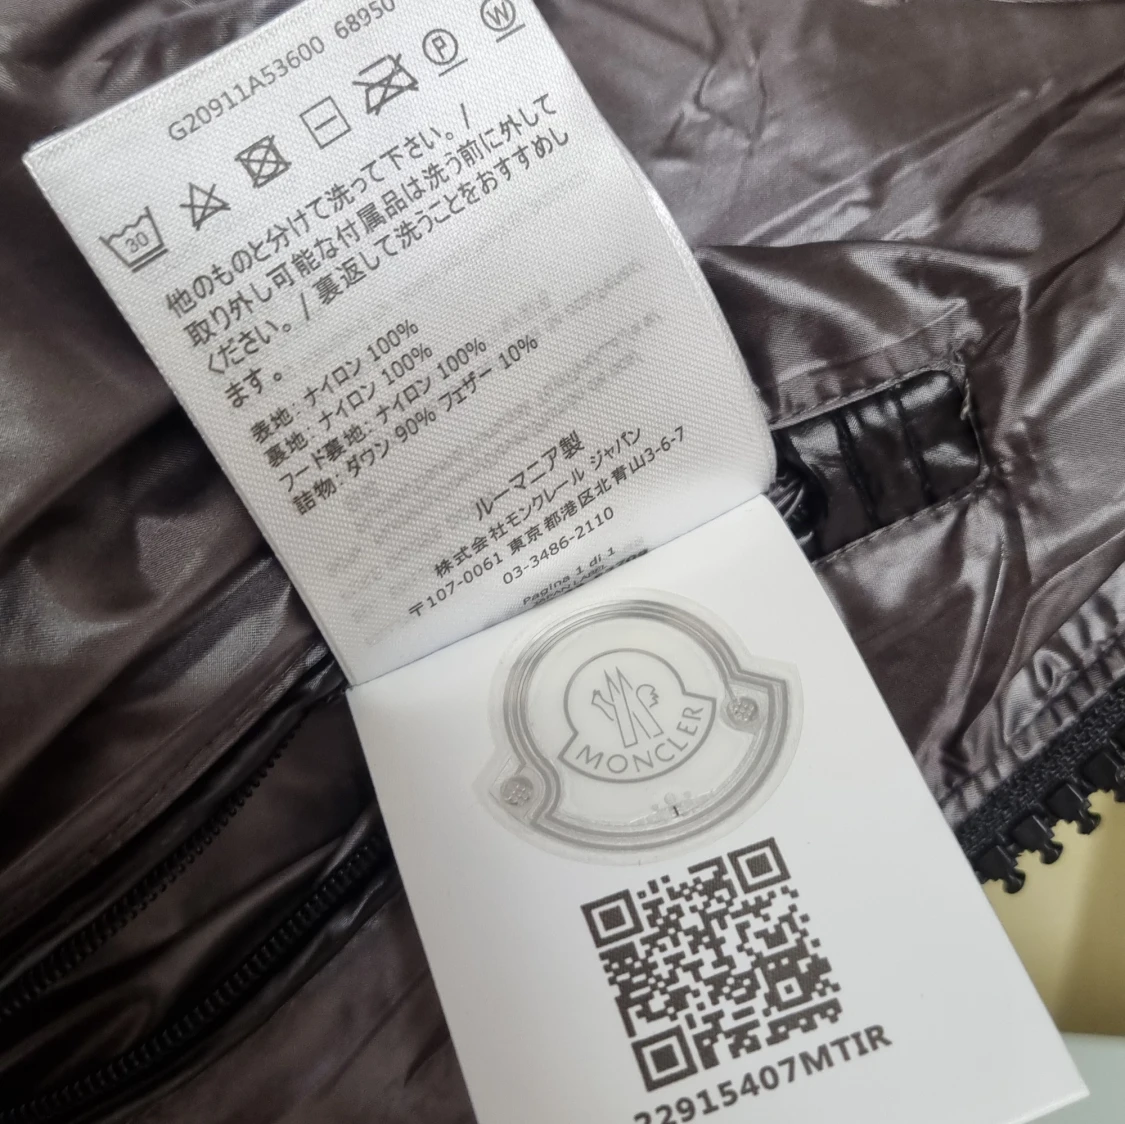 G20911A53600 68950
30
P
W
他のものと分けて洗って下さい。/
取り外し可能な付属品は洗う前に外して
ください。/ 裏返して洗うことをおすすめし
ます。
表地: ナイロン 100%
裏地: ナイロン 100%
フード裏地: ナイロン 100%
詰物: ダウン 90% フェザー 10%
ルーマニア製
株式会社モンクレール ジャパン
〒107-0061 東京都港区北青山3-6-7
03-3486-2110
Pagina 1 di 1
JAPAN LABEL
MONCLER
1
22915407MTIR